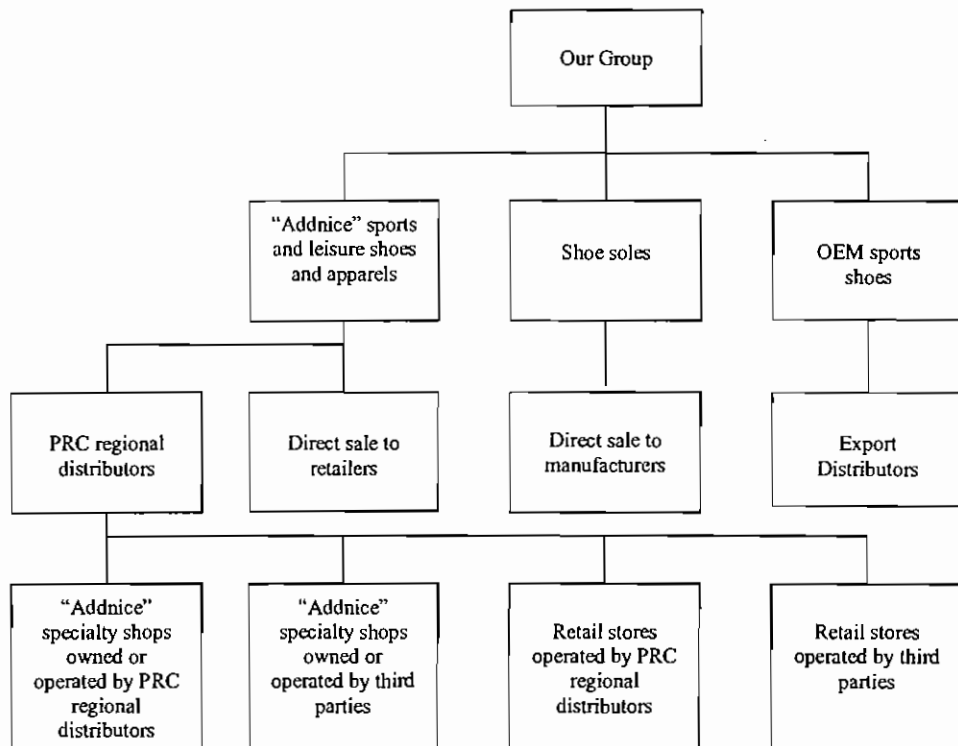 Our Group
“Addnice” sports
and leisure shoes
and apparels
Shoe soles
OEM sports
shoes
PRC regional
distributors
Direct sale to
retailers
Direct sale to
manufacturers
Export
Distributors
“Addnice”
specialty shops
owned or
operated by PRC
regional
distributors
“Addnice”
specialty shops
owned or
operated by third
parties
Retail stores
operated by PRC
regional
distributors
Retail stores
operated by third
parties